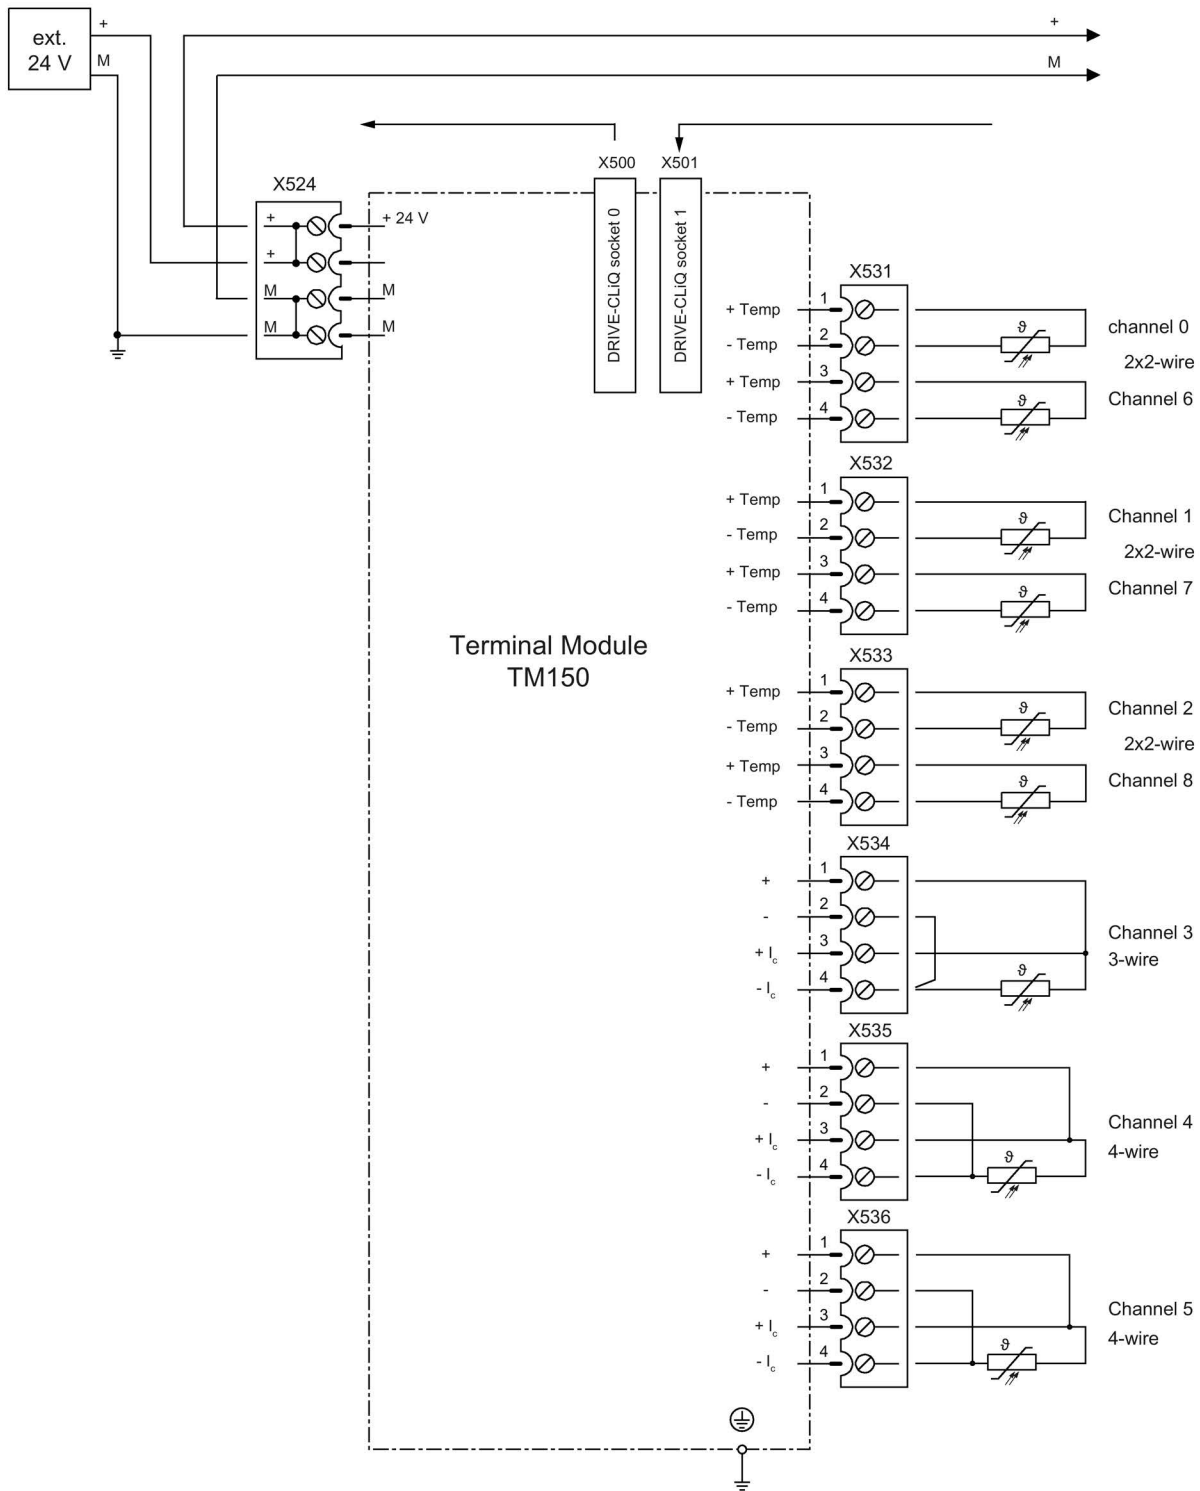 ext.
24 V
+
M
+
M
X500
X501
X524
DRIVE-CLiQ socket 0
DRIVE-CLiQ socket 1
+
+ 24 V
+
M
M
M
M
Terminal Module
TM150
X531
+ Temp 1
- Temp 2
+ Temp 3
- Temp 4
ϑ
ϑ
channel 0
2x2-wire
Channel 6
X532
+ Temp 1
- Temp 2
+ Temp 3
- Temp 4
ϑ
ϑ
Channel 1
2x2-wire
Channel 7
X533
+ Temp 1
- Temp 2
+ Temp 3
- Temp 4
ϑ
ϑ
Channel 2
2x2-wire
Channel 8
X534
+ 1
- 2
+ Ic 3
- Ic 4
ϑ
Channel 3
3-wire
X535
+ 1
- 2
+ Ic 3
- Ic 4
ϑ
Channel 4
4-wire
X536
+ 1
- 2
+ Ic 3
- Ic 4
ϑ
Channel 5
4-wire